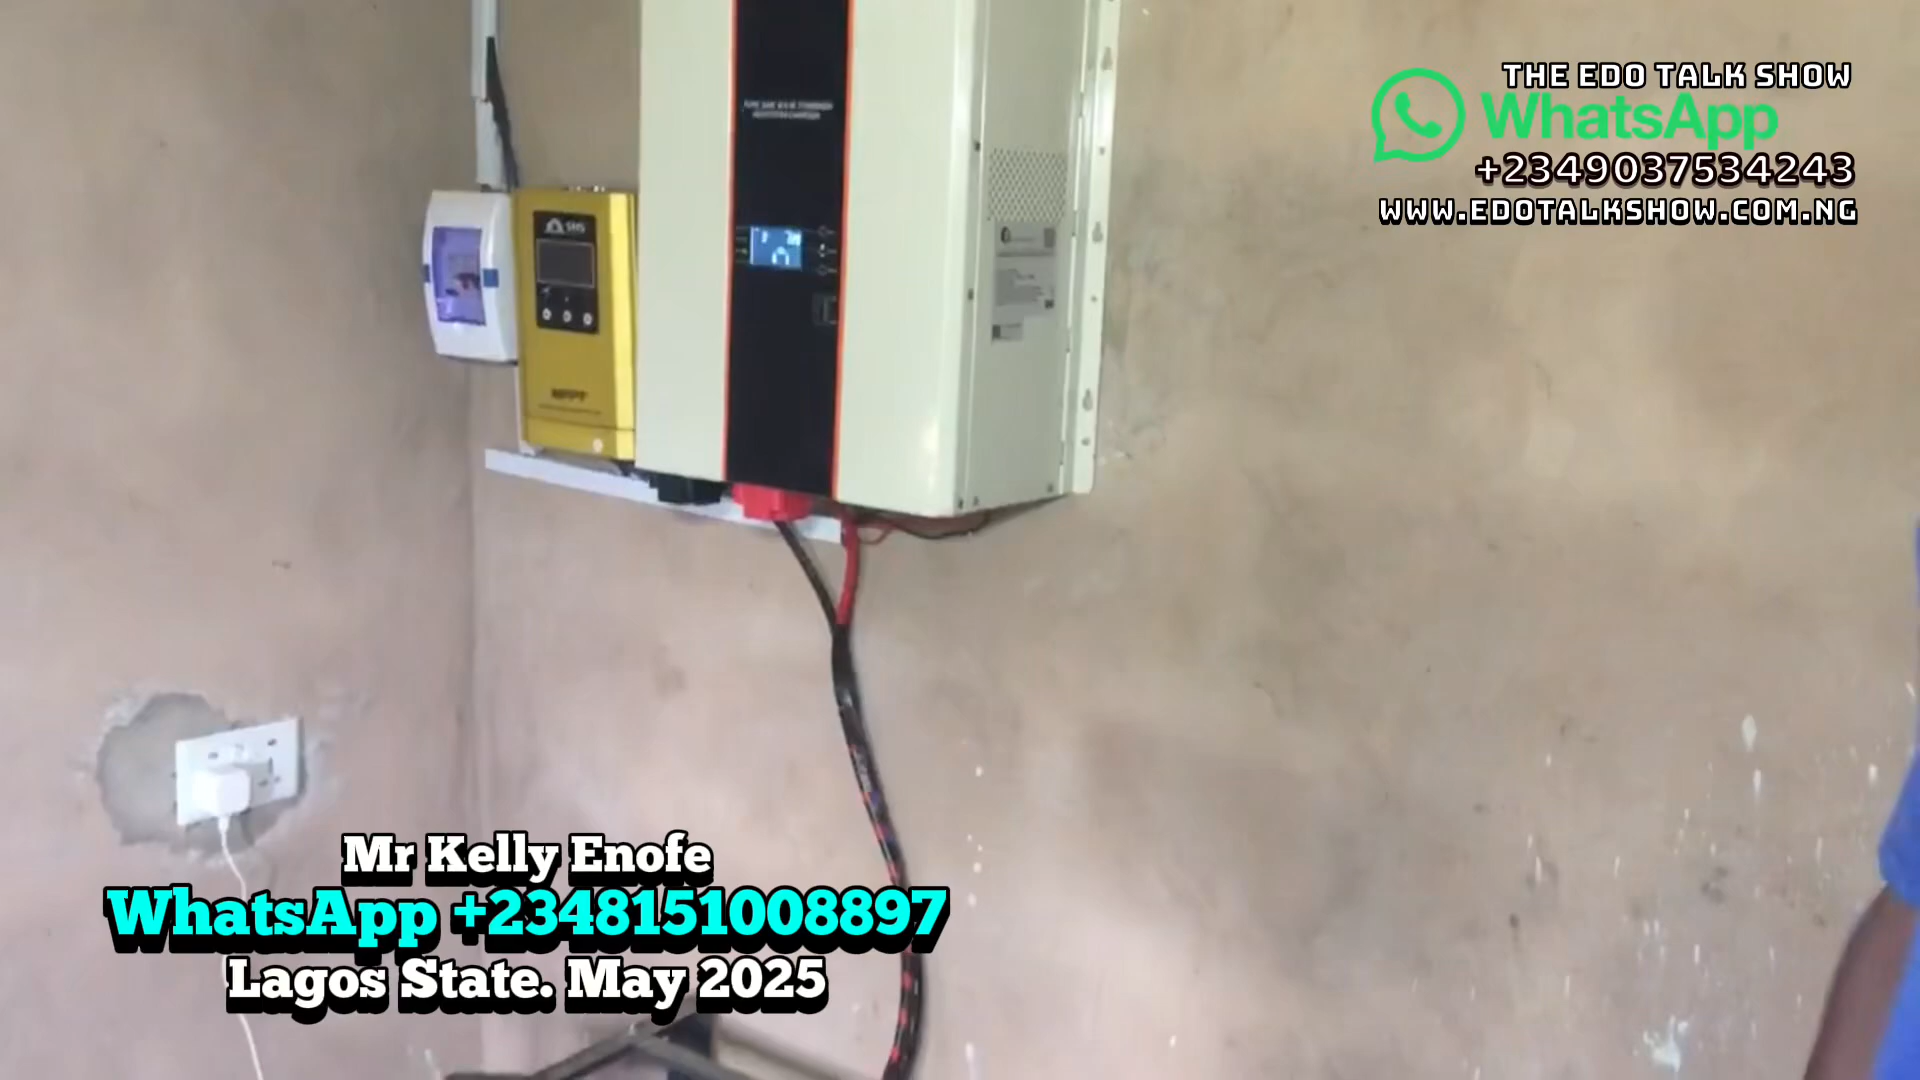 THE EDO TALK SHOW
WhatsApp
+2349037534243
WWW.EDOTALKSHOW.COM.NG
SHS
MPPT
Mr Kelly Enofe
WhatsApp +2348151008897
Lagos State. May 2025